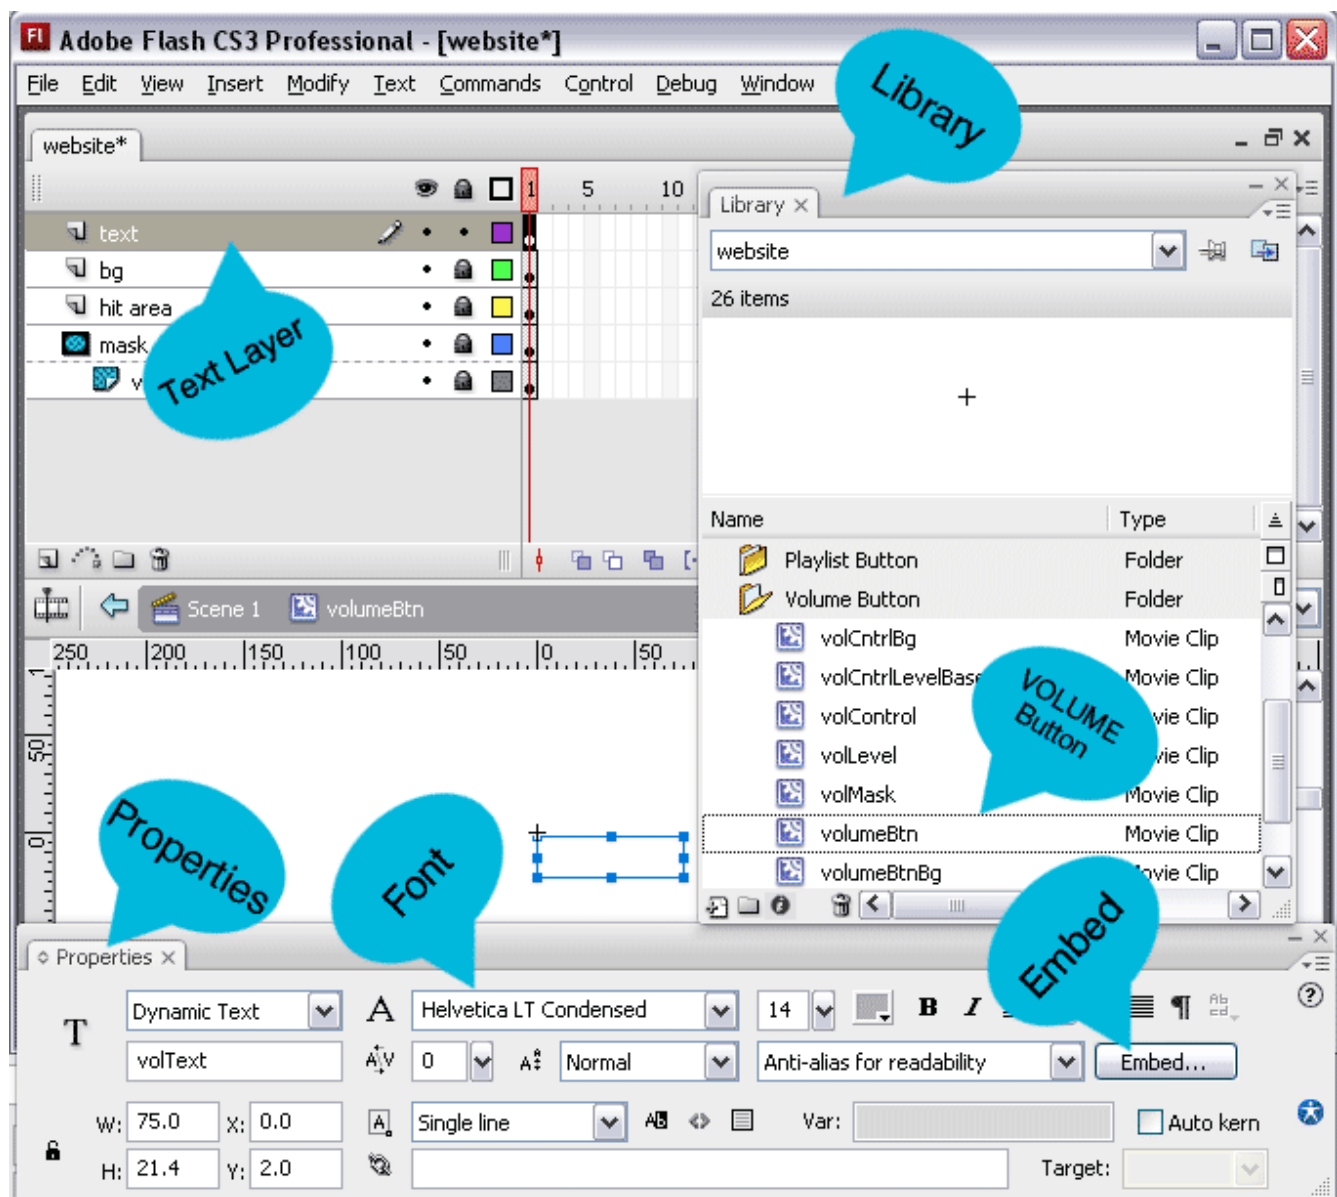 Adobe Flash CS3 Professional - [website*]
File Edit View Insert Modify Text Commands Control Debug Window
Library
website*
1 5 10
Library
text
website
bg
26 items
hit area
mask
Text Layer
v
Name Type
Playlist Button Folder
Volume Button Folder
Scene 1 volumeBtn
250 200 150 100 50 0 50
volCntrlBg Movie Clip
volCntrlLevelBase Movie Clip
VOLUME
Button
volControl vie Clip
50
volLevel vie Clip
volMask Movie Clip
Properties
0
volumeBtn Movie Clip
Font
volumeBtnBg ovie Clip
Embed
Properties
T Dynamic Text A Helvetica LT Condensed 14 B I
volText A V 0 A Normal Anti-alias for readability Embed...
W: 75.0 X: 0.0 A Single line AB <> Var: Auto kern
H: 21.4 Y: 2.0 Target: